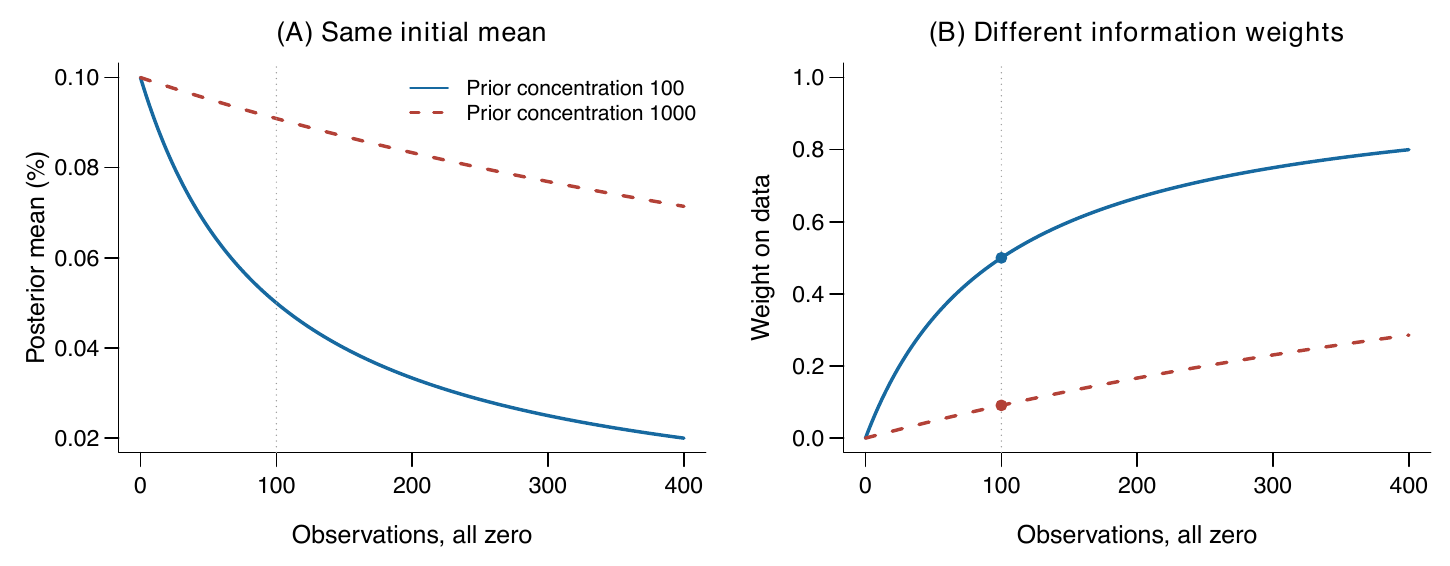 (A) Same initial mean
Prior concentration 100
Prior concentration 1000
Posterior mean (%)
0.10
0.08
0.06
0.04
0.02
0 100 200 300 400
Observations, all zero
(B) Different information weights
Weight on data
1.0
0.8
0.6
0.4
0.2
0.0
0 100 200 300 400
Observations, all zero